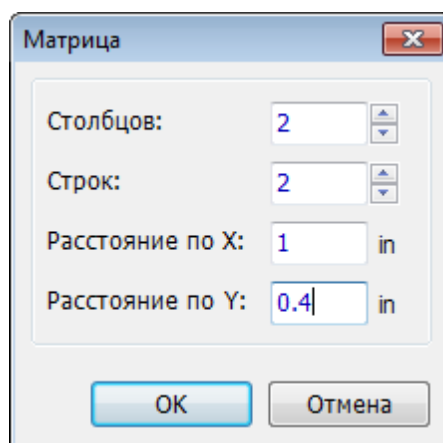 Матрица
Столбцов: 2
Строк: 2
Расстояние по X: 1 in
Расстояние по Y: 0.4 in
OK Отмена